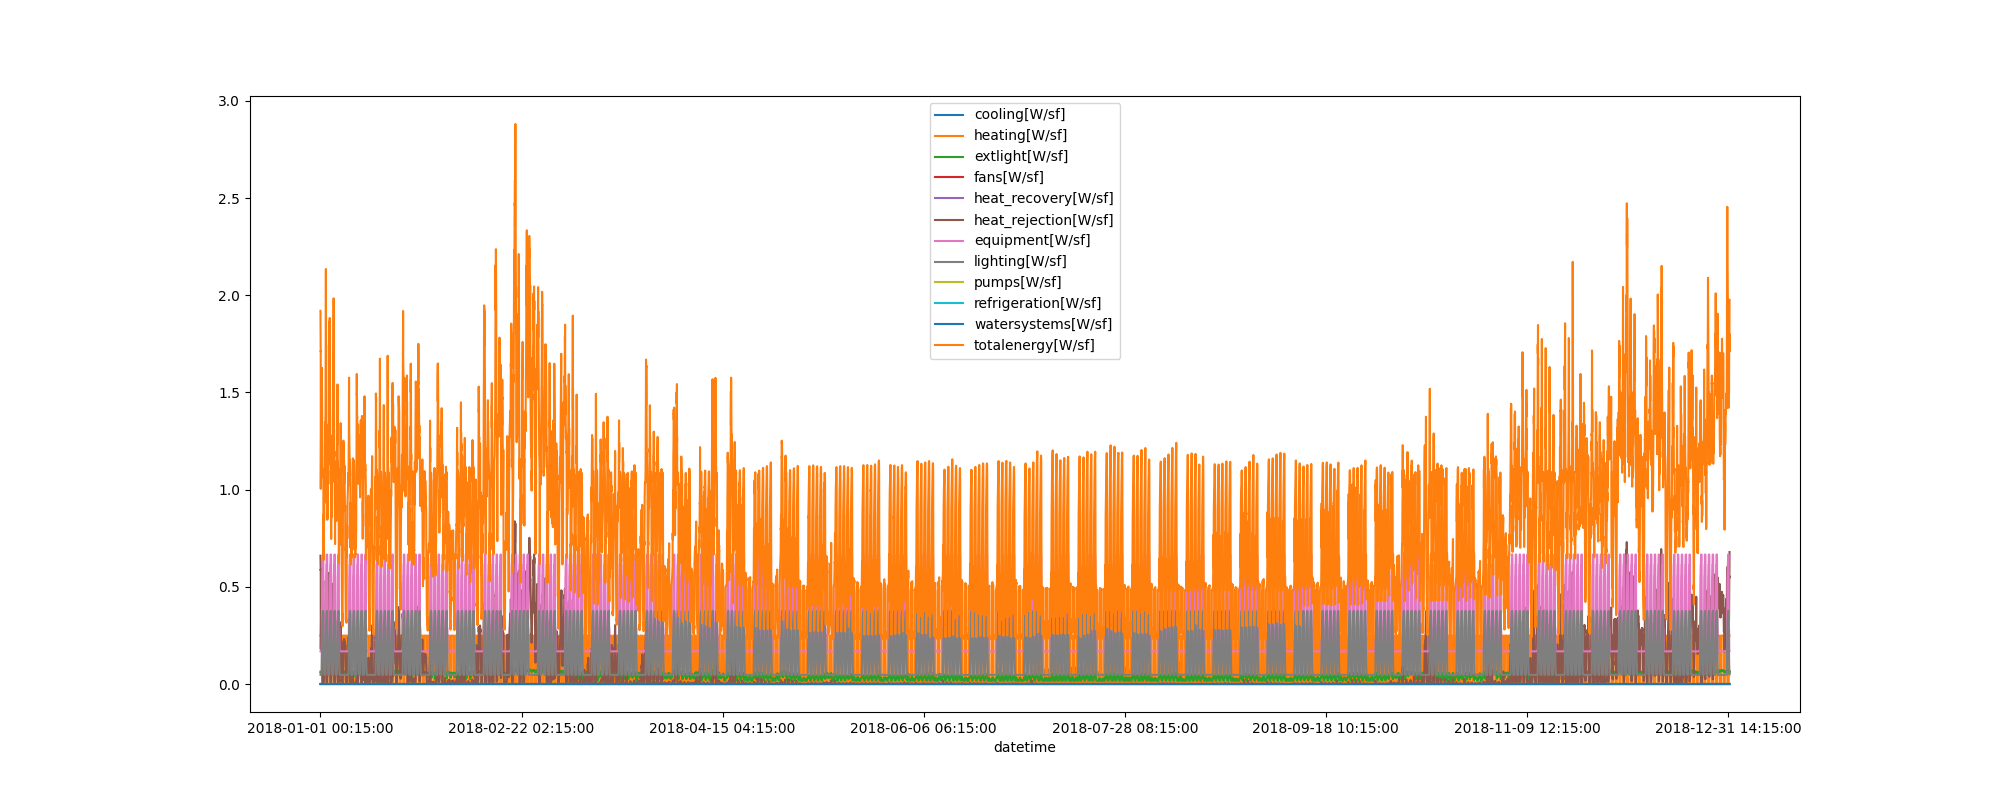 3.0
2.5
2.0
1.5
1.0
0.5
0.0
cooling[W/sf]
heating[W/sf]
extlight[W/sf]
fans[W/sf]
heat_recovery[W/sf]
heat_rejection[W/sf]
equipment[W/sf]
lighting[W/sf]
pumps[W/sf]
refrigeration[W/sf]
watersystems[W/sf]
totalenergy[W/sf]
2018-01-01 00:15:00 2018-02-22 02:15:00 2018-04-15 04:15:00 2018-06-06 06:15:00 2018-07-28 08:15:00 2018-09-18 10:15:00 2018-11-09 12:15:00 2018-12-31 14:15:00
datetime